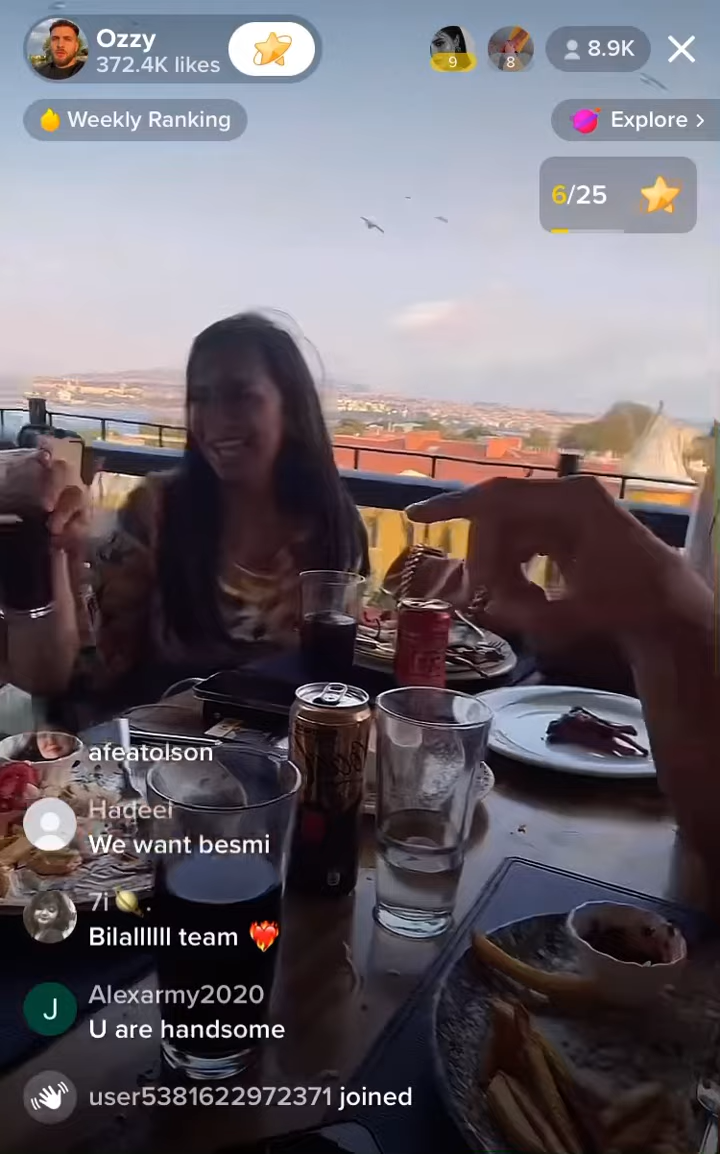 Ozzy
372.4K likes
9
8
8.9K
Weekly Ranking
Explore >
6/25
afeatolson
Hadeel
We want besmi
7i 🪐.
Bilallllll team ❤️‍🔥
J
Alexarmy2020
U are handsome
user5381622972371 joined